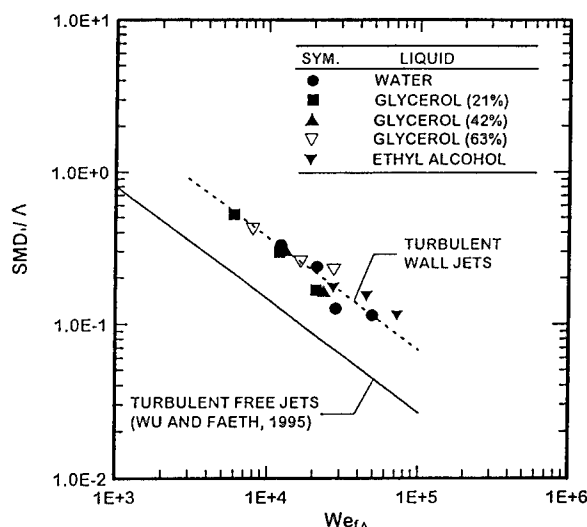 1.0E+1
SYM. LIQUID
WATER
GLYCEROL (21%)
GLYCEROL (42%)
GLYCEROL (63%)
ETHYL ALCOHOL
1.0E+0
SMDᵢ/Λ
TURBULENT
WALL JETS
1.0E-1
TURBULENT FREE JETS
(WU AND FAETH, 1995)
1.0E-2
1E+3 1E+4 1E+5 1E+6
We_fΛ